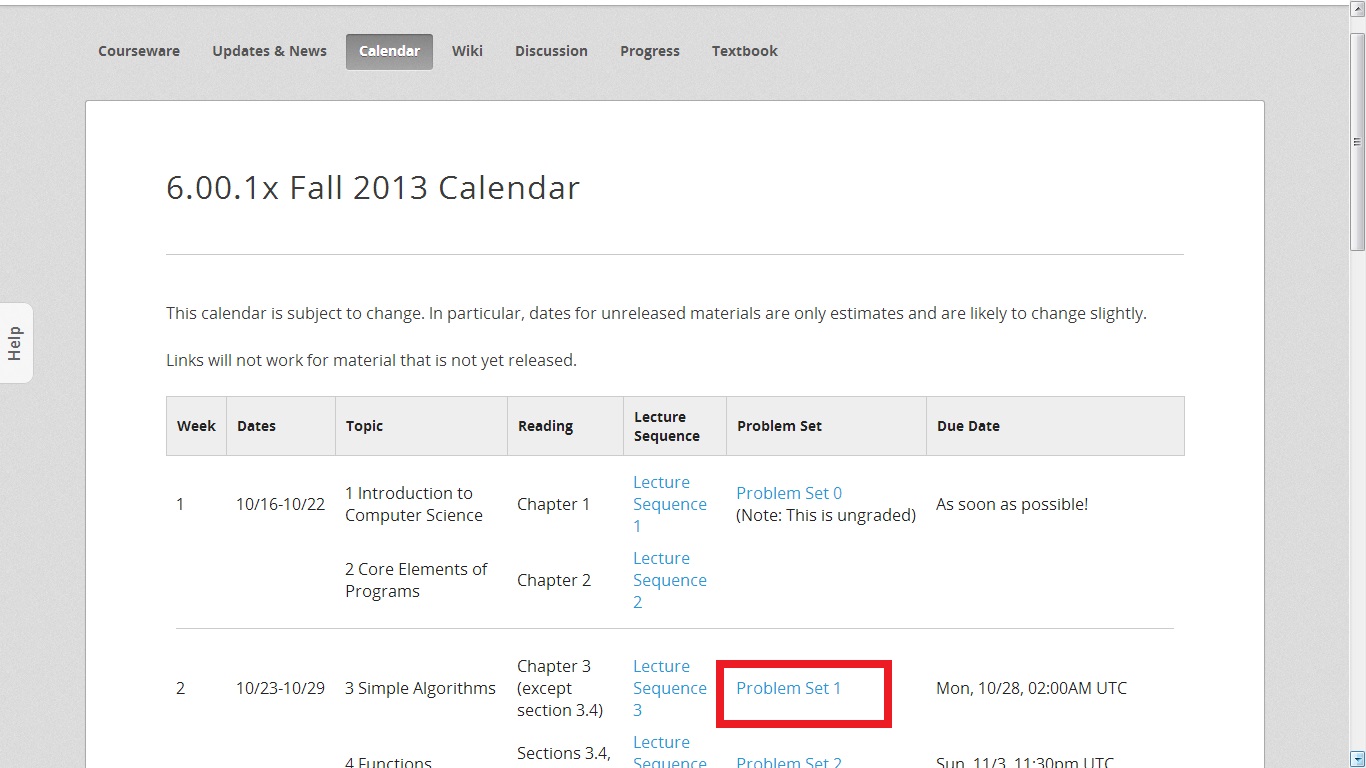 Courseware Updates & News Calendar Wiki Discussion Progress Textbook
6.00.1x Fall 2013 Calendar
Help
This calendar is subject to change. In particular, dates for unreleased materials are only estimates and are likely to change slightly.
Links will not work for material that is not yet released.
Week Dates Topic Reading Lecture Sequence Problem Set Due Date
1 10/16-10/22 1 Introduction to Computer Science Chapter 1 Lecture Sequence 1 Problem Set 0 (Note: This is ungraded) As soon as possible!
2 Core Elements of Programs Chapter 2 Lecture Sequence 2
2 10/23-10/29 3 Simple Algorithms Chapter 3 (except section 3.4) Lecture Sequence 3 Problem Set 1 Mon, 10/28, 02:00AM UTC
4 Functions Sections 3.4, Lecture Sequence Problem Set 2 Sun, 11/3, 11:30pm UTC